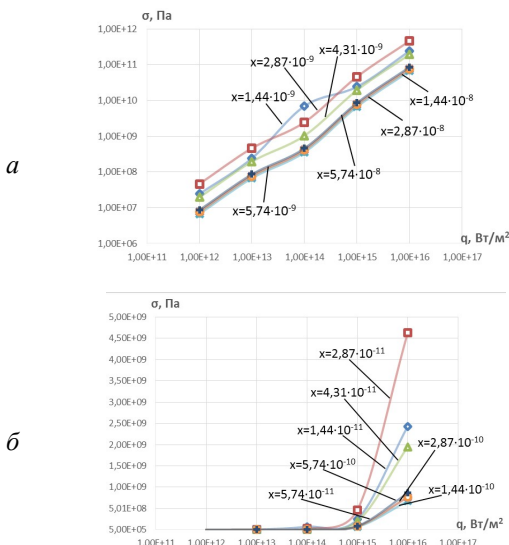 σ, Па
1,00E+12
1,00E+11
1,00E+10
1,00E+09
1,00E+08
1,00E+07
1,00E+06
x=4,31·10⁻⁹
x=2,87·10⁻⁹
x=1,44·10⁻⁹
x=1,44·10⁻⁸
x=2,87·10⁻⁸
x=5,74·10⁻⁸
x=5,74·10⁻⁹
q, Вт/м²
1,00E+11 1,00E+12 1,00E+13 1,00E+14 1,00E+15 1,00E+16 1,00E+17
а
σ, Па
5,00E+09
4,50E+09
4,00E+09
3,50E+09
3,00E+09
2,50E+09
2,00E+09
1,50E+09
1,00E+09
5,01E+08
5,00E+05
x=2,87·10⁻¹¹
x=4,31·10⁻¹¹
x=1,44·10⁻¹¹
x=2,87·10⁻¹⁰
x=5,74·10⁻¹⁰
x=1,44·10⁻¹⁰
x=5,74·10⁻¹¹
q, Вт/м²
1,00E+11 1,00E+12 1,00E+13 1,00E+14 1,00E+15 1,00E+16 1,00E+17
б